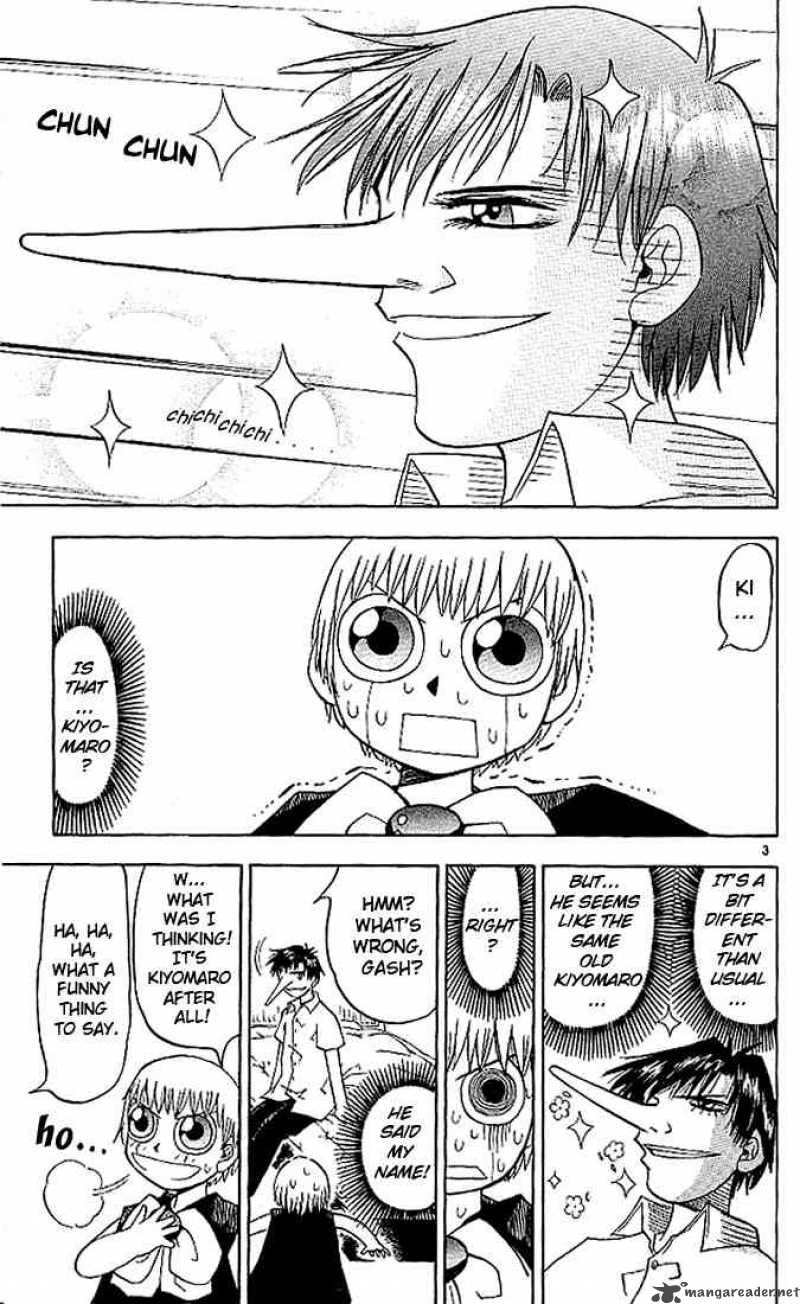 CHUN
CHUN
chichichichi.....
KI
...
IS
THAT
...
KIYO-
MARO
?
3
IT'S A
BIT
DIFFER-
ENT
THAN
USUAL
...
BUT...
HE SEEMS
LIKE THE
SAME
OLD
KIYOMARO
...
...
RIGHT
?
HMM?
WHAT'S
WRONG,
GASH?
HE
SAID
MY
NAME!
W...
WHAT
WAS I
THINKING!
IT'S
KIYOMARO
AFTER
ALL!
HA, HA,
HA,
WHAT A
FUNNY
THING
TO SAY.
ho...
mangareader.net